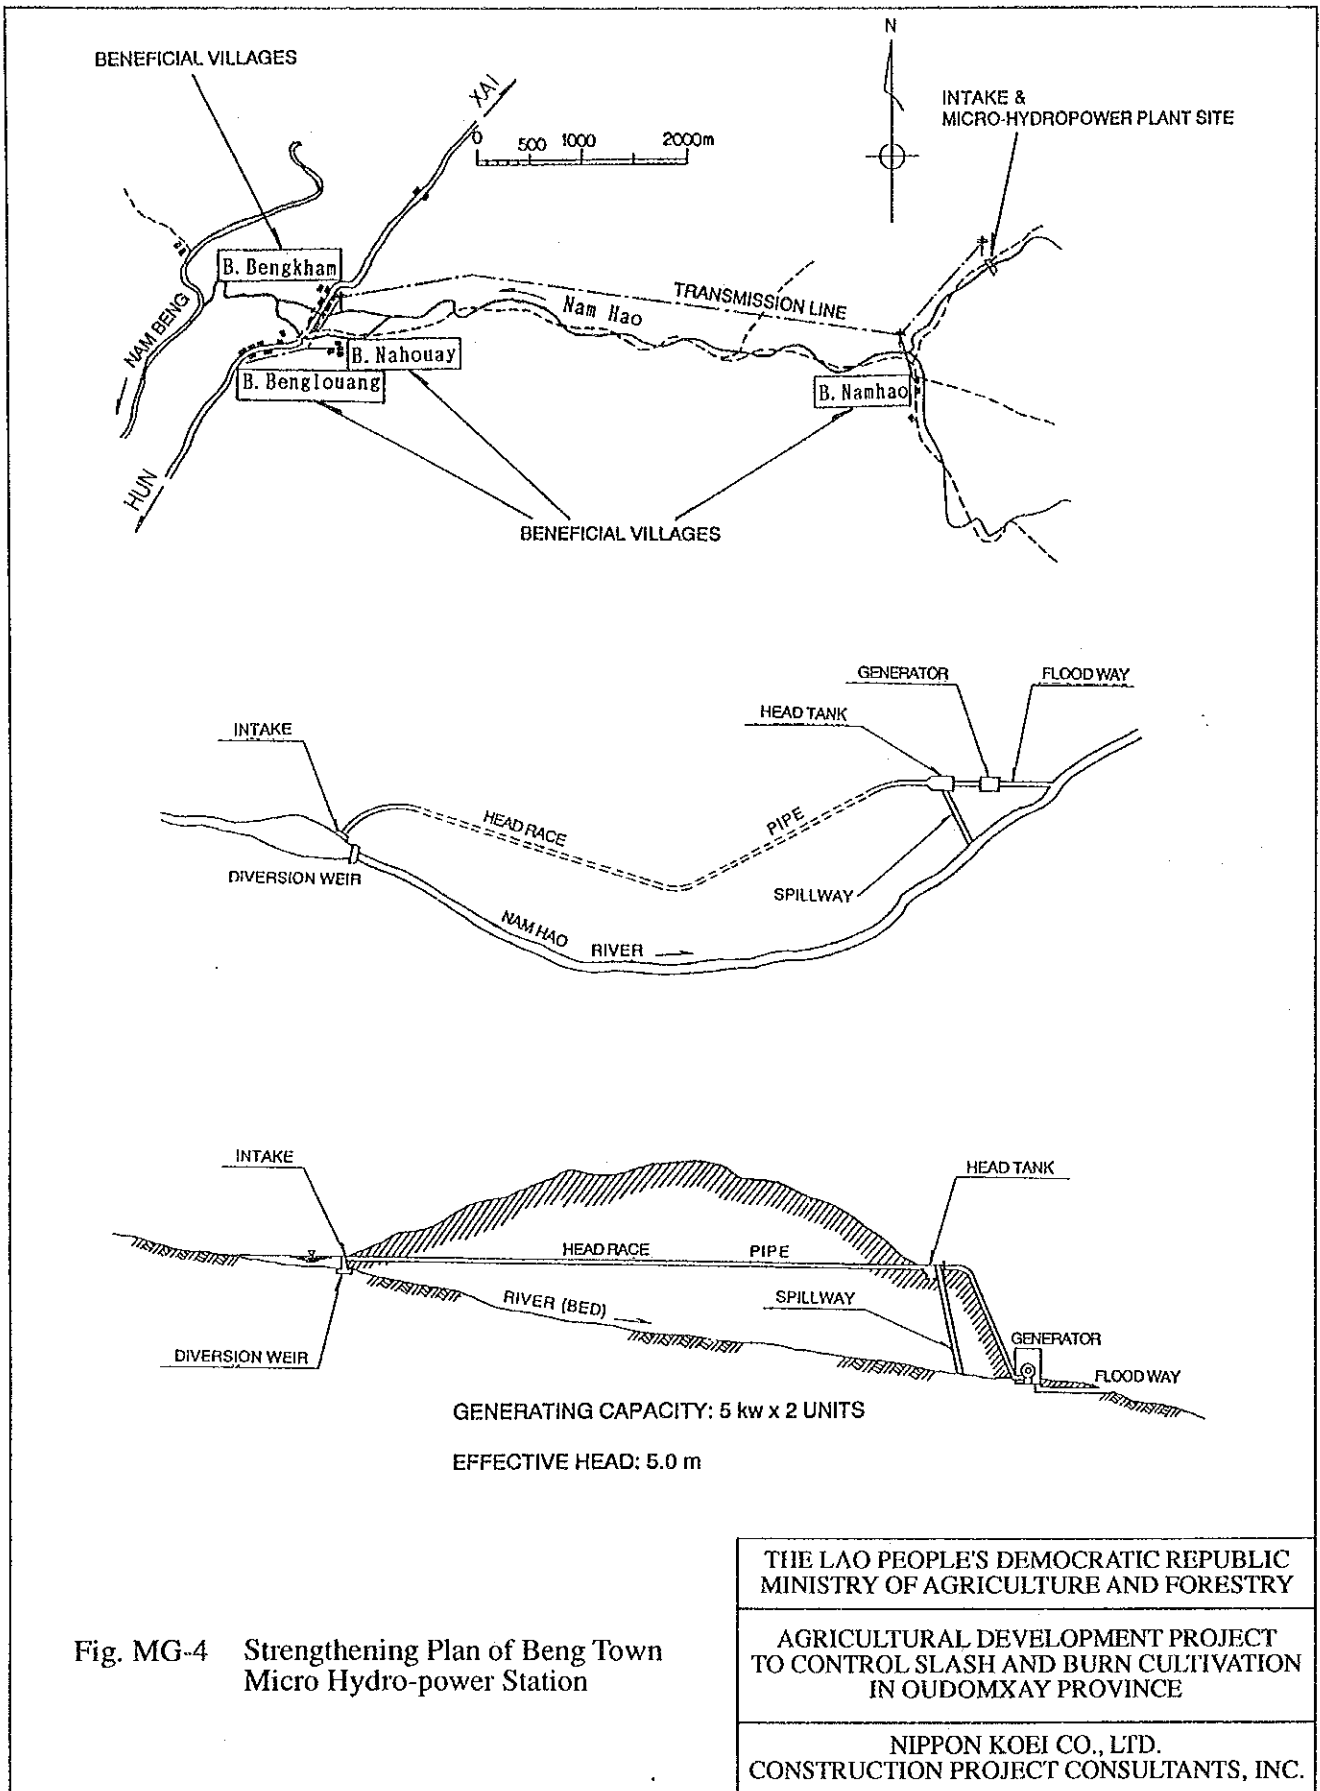 BENEFICIAL VILLAGES
XAI
0 500 1000 2000m
N
INTAKE &
MICRO-HYDROPOWER PLANT SITE
B. Bengkham
NAM BENG
TRANSMISSION LINE
Nam Hao
B. Nahouay
B. Benglouang
B. Namhao
HUN
BENEFICIAL VILLAGES
GENERATOR
FLOOD WAY
HEAD TANK
INTAKE
HEAD RACE
PIPE
DIVERSION WEIR
SPILLWAY
NAM HAO
RIVER
INTAKE
HEAD TANK
HEAD RACE
PIPE
RIVER (BED)
SPILLWAY
DIVERSION WEIR
GENERATOR
FLOOD WAY
GENERATING CAPACITY: 5 kw x 2 UNITS
EFFECTIVE HEAD: 5.0 m
Fig. MG-4 Strengthening Plan of Beng Town
Micro Hydro-power Station
THE LAO PEOPLE'S DEMOCRATIC REPUBLIC
MINISTRY OF AGRICULTURE AND FORESTRY
AGRICULTURAL DEVELOPMENT PROJECT
TO CONTROL SLASH AND BURN CULTIVATION
IN OUDOMXAY PROVINCE
NIPPON KOEI CO., LTD.
CONSTRUCTION PROJECT CONSULTANTS, INC.